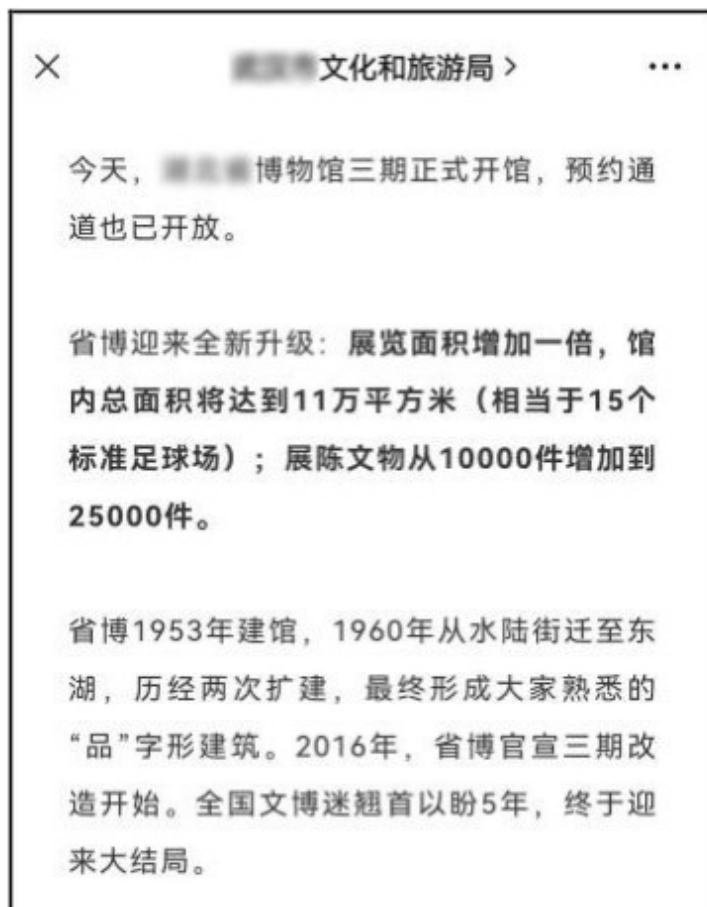 文化和旅游局 >
今天，博物馆三期正式开馆，预约通
道也已开放。
省博迎来全新升级：展览面积增加一倍，馆
内总面积将达到11万平方米（相当于15个
标准足球场）；展陈文物从10000件增加到
25000件。
省博1953年建馆，1960年从水陆街迁至东
湖，历经两次扩建，最终形成大家熟悉的
“品”字形建筑。2016年，省博官宣三期改
造开始。全国文博迷翘首以盼5年，终于迎
来大结局。